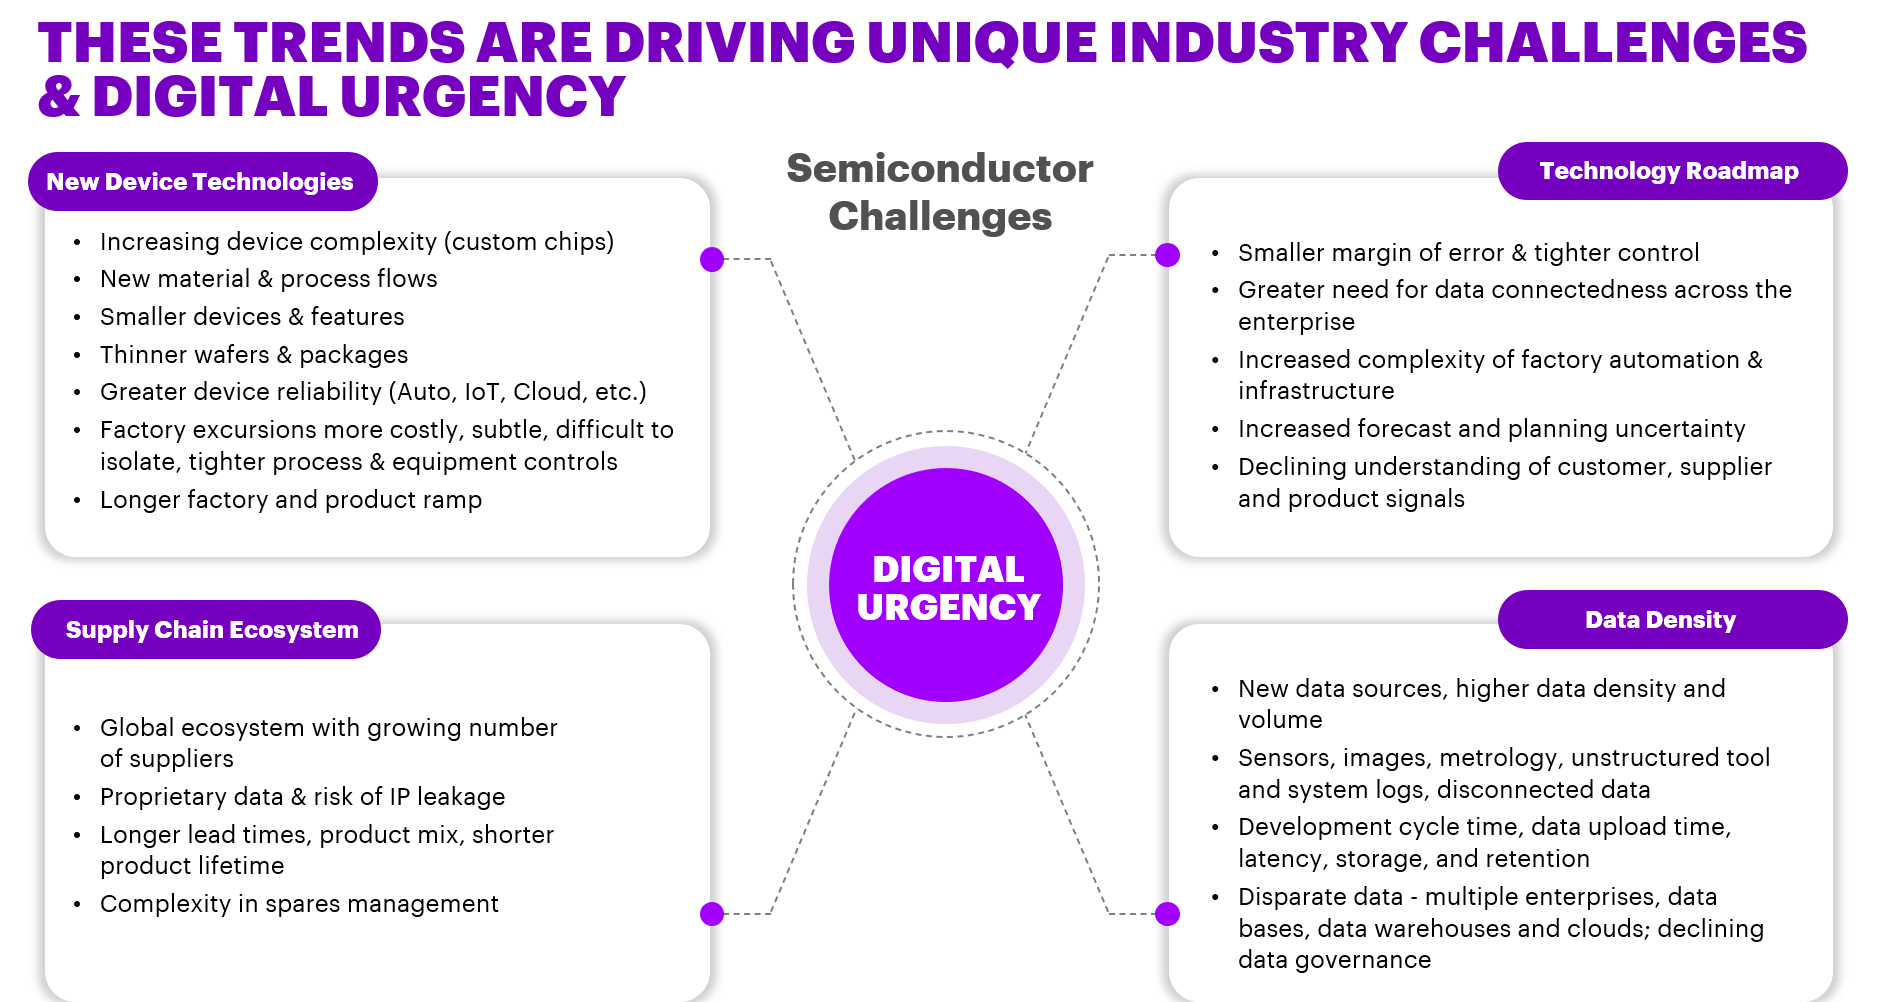 THESE TRENDS ARE DRIVING UNIQUE INDUSTRY CHALLENGES
& DIGITAL URGENCY
Semiconductor
Challenges
New Device Technologies
• Increasing device complexity (custom chips)
• New material & process flows
• Smaller devices & features
• Thinner wafers & packages
• Greater device reliability (Auto, IoT, Cloud, etc.)
• Factory excursions more costly, subtle, difficult to
isolate, tighter process & equipment controls
• Longer factory and product ramp
Technology Roadmap
• Smaller margin of error & tighter control
• Greater need for data connectedness across the
enterprise
• Increased complexity of factory automation &
infrastructure
• Increased forecast and planning uncertainty
• Declining understanding of customer, supplier
and product signals
DIGITAL
URGENCY
Supply Chain Ecosystem
• Global ecosystem with growing number
of suppliers
• Proprietary data & risk of IP leakage
• Longer lead times, product mix, shorter
product lifetime
• Complexity in spares management
Data Density
• New data sources, higher data density and
volume
• Sensors, images, metrology, unstructured tool
and system logs, disconnected data
• Development cycle time, data upload time,
latency, storage, and retention
• Disparate data - multiple enterprises, data
bases, data warehouses and clouds; declining
data governance